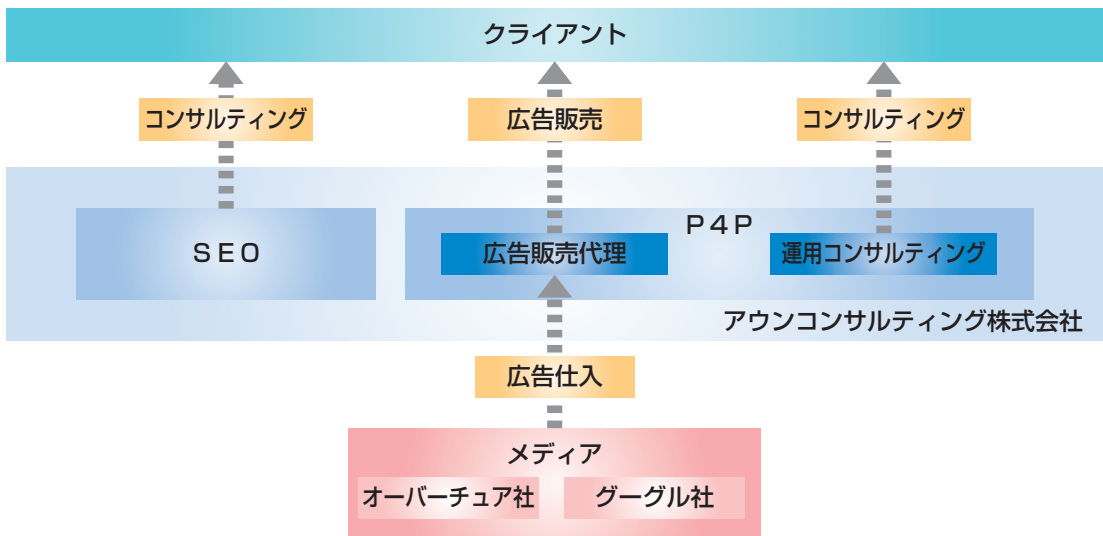 クライアント
コンサルティング
広告販売
コンサルティング
SEO
P4P
広告販売代理
運用コンサルティング
アウンコンサルティング株式会社
広告仕入
メディア
オーバーチュア社
グーグル社